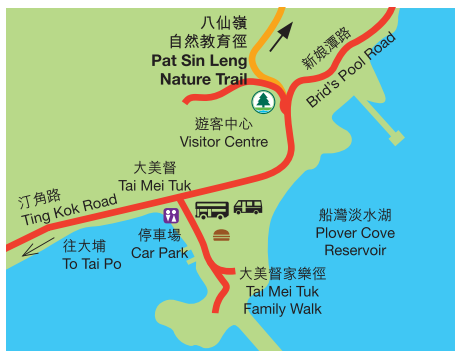 八仙嶺
自然教育徑
Pat Sin Leng
Nature Trail
新娘潭路
Brid's Pool Road
遊客中心
Visitor Centre
大美督
Tai Mei Tuk
汀角路
Ting Kok Road
往大埔
To Tai Po
停車場
Car Park
船灣淡水湖
Plover Cove
Reservoir
大美督家樂徑
Tai Mei Tuk
Family Walk